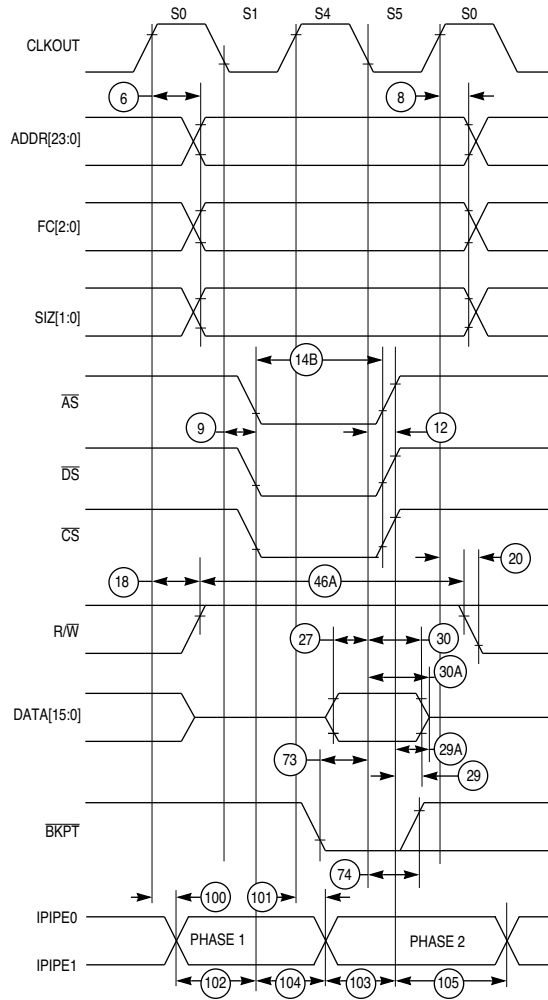 S0 S1 S4 S5 S0
CLKOUT
6 8
ADDR[23:0]
FC[2:0]
SIZ[1:0]
14B
AS
9 12
DS
CS
20
18 46A
R/W
27 30
30A
DATA[15:0]
29A
73 29
BKPT
74
100 101
IPIPE0
PHASE 1 PHASE 2
IPIPE1
102 104 103 105